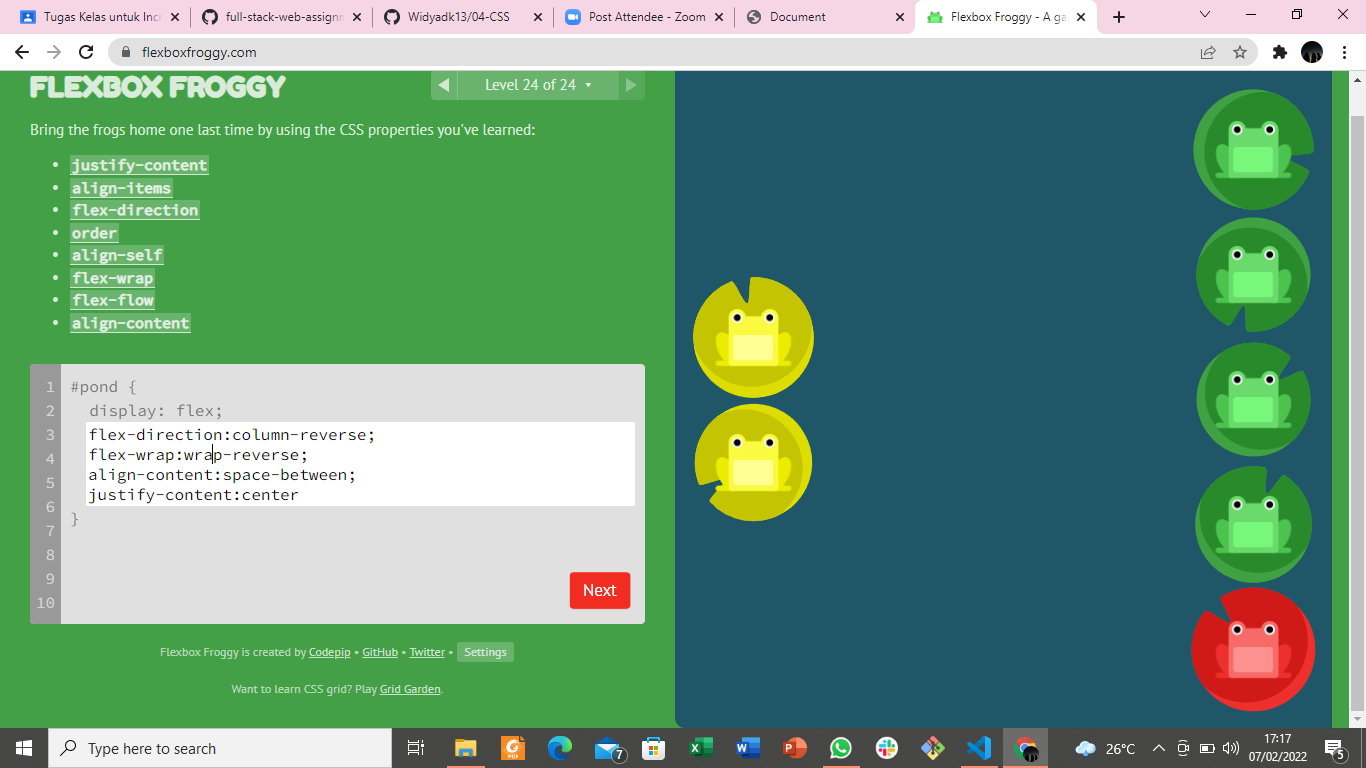 Tugas Kelas untuk Incr
full-stack-web-assignm
Widyadk13/04-CSS
Post Attendee - Zoom
Document
Flexbox Froggy - A ga
flexboxfroggy.com
FLEXBOX FROGGY
Level 24 of 24
Bring the frogs home one last time by using the CSS properties you've learned:
justify-content
align-items
flex-direction
order
align-self
flex-wrap
flex-flow
align-content
1 #pond {
2 display: flex;
3 flex-direction:column-reverse;
4 flex-wrap:wrap-reverse;
5 align-content:space-between;
6 justify-content:center
7 }
8
9
10
Next
Flexbox Froggy is created by Codepip • GitHub • Twitter • Settings
Want to learn CSS grid? Play Grid Garden.
Type here to search
7
26°C
17:17
07/02/2022
5